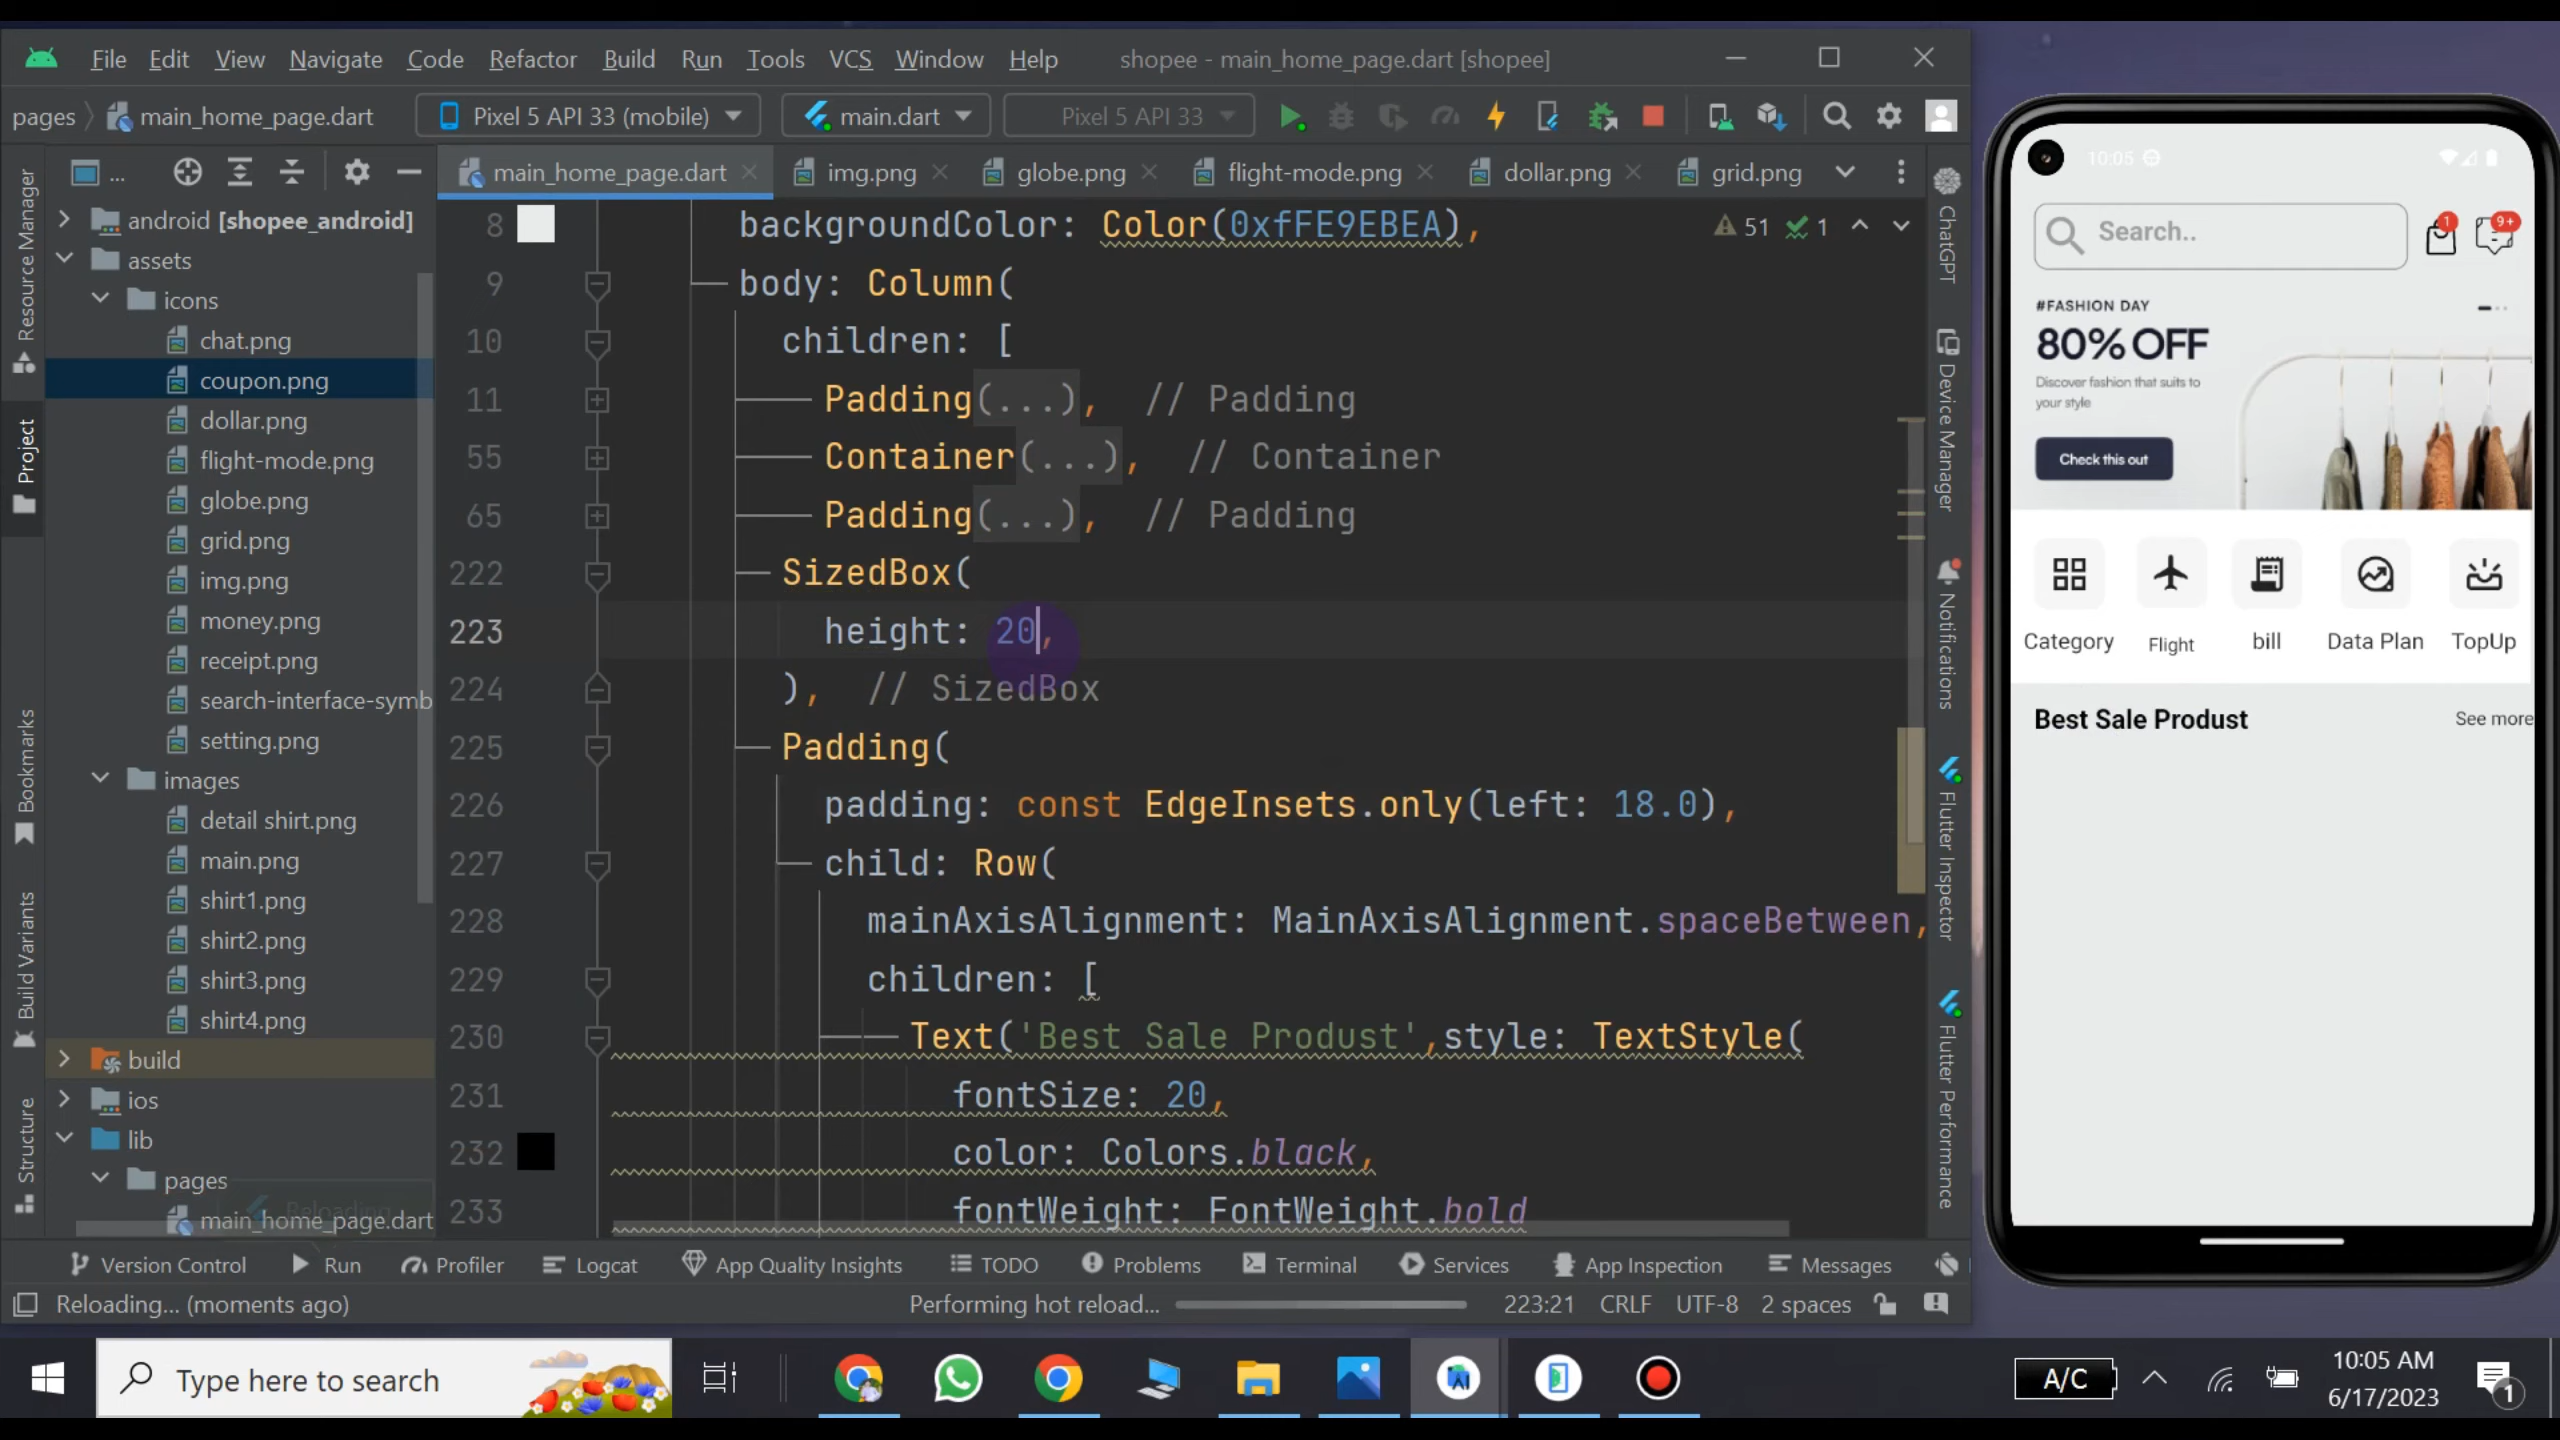 File Edit View Navigate Code Refactor Build Run Tools VCS Window Help shopee - main_home_page.dart [shopee]
pages main_home_page.dart Pixel 5 API 33 (mobile) main.dart Pixel 5 API 33
... main_home_page.dart img.png globe.png flight-mode.png dollar.png grid.png
Resource Manager
Project
Bookmarks
Build Variants
Structure
android [shopee_android]
assets
icons
chat.png
coupon.png
dollar.png
flight-mode.png
globe.png
grid.png
img.png
money.png
receipt.png
search-interface-symb
setting.png
images
detail shirt.png
main.png
shirt1.png
shirt2.png
shirt3.png
shirt4.png
build
ios
lib
pages
Reloading
main_home_page.dart
8 backgroundColor: Color(0xfFE9EBEA), 51 1
9 body: Column(
10 children: [
11 Padding(...), // Padding
55 Container(...), // Container
65 Padding(...), // Padding
222 SizedBox(
223 height: 20,
224 ), // SizedBox
225 Padding(
226 padding: const EdgeInsets.only(left: 18.0),
227 child: Row(
228 mainAxisAlignment: MainAxisAlignment.spaceBetween,
229 children: [
230 Text('Best Sale Produst',style: TextStyle(
231 fontSize: 20,
232 color: Colors.black,
233 fontWeight: FontWeight.bold
ChatGPT
Device Manager
Notifications
Flutter Inspector
Flutter Performance
Version Control Run Profiler Logcat App Quality Insights TODO Problems Terminal Services App Inspection Messages
Reloading... (moments ago) Performing hot reload... 223:21 CRLF UTF-8 2 spaces
10:05
Search.. 1 9+
#FASHION DAY
80% OFF
Discover fashion that suits to
your style
Check this out
Category Flight bill Data Plan TopUp
Best Sale Produst See more
Type here to search A/C 10:05 AM
6/17/2023 1